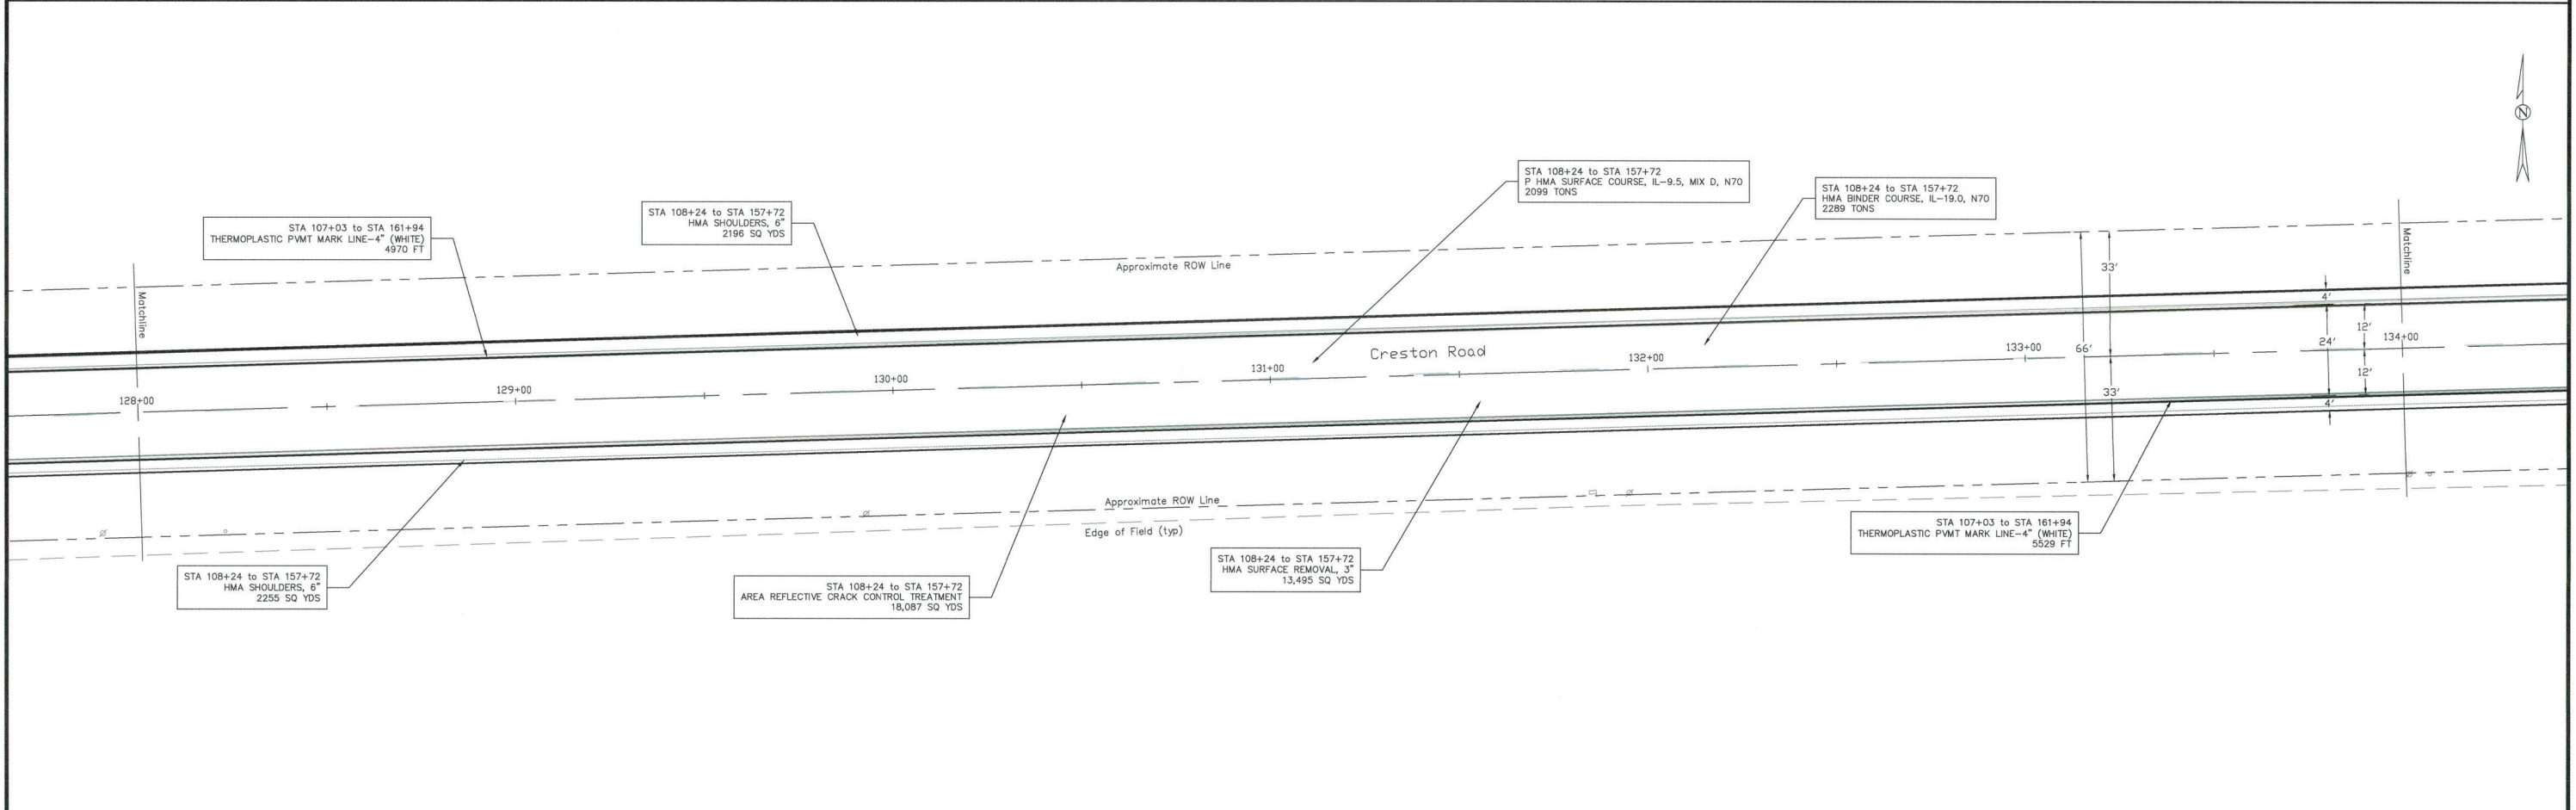 N
STA 108+24 to STA 157+72
P HMA SURFACE COURSE, IL-9.5, MIX D, N70
2099 TONS
STA 108+24 to STA 157+72
HMA BINDER COURSE, IL-19.0, N70
2289 TONS
STA 108+24 to STA 157+72
HMA SHOULDERS, 6"
2196 SQ YDS
STA 107+03 to STA 161+94
THERMOPLASTIC PVMT MARK LINE-4" (WHITE)
4970 FT
Matchline
Approximate ROW Line
33'
Matchline
4'
Creston Road
12'
24'
66'
12'
33'
4'
128+00
129+00
130+00
131+00
132+00
133+00
134+00
Approximate ROW Line
Edge of Field (typ)
STA 107+03 to STA 161+94
THERMOPLASTIC PVMT MARK LINE-4" (WHITE)
5529 FT
STA 108+24 to STA 157+72
HMA SURFACE REMOVAL, 3"
13,495 SQ YDS
STA 108+24 to STA 157+72
HMA SHOULDERS, 6"
2255 SQ YDS
STA 108+24 to STA 157+72
AREA REFLECTIVE CRACK CONTROL TREATMENT
18,087 SQ YDS